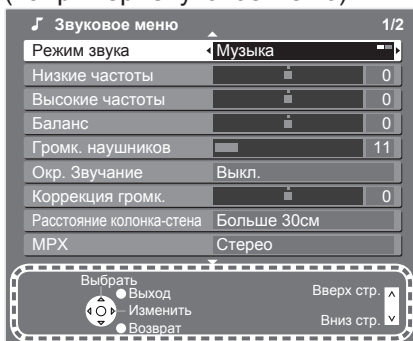 Звуковое меню 1/2
Режим звука Музыка
Низкие частоты 0
Высокие частоты 0
Баланс 0
Громк. наушников 11
Окр. Звучание Выкл.
Коррекция громк. 0
Расстояние колонка-стена Больше 30см
MPX Стерео
Выбрать
Выход Вверх стр.
Изменить
Возврат Вниз стр.